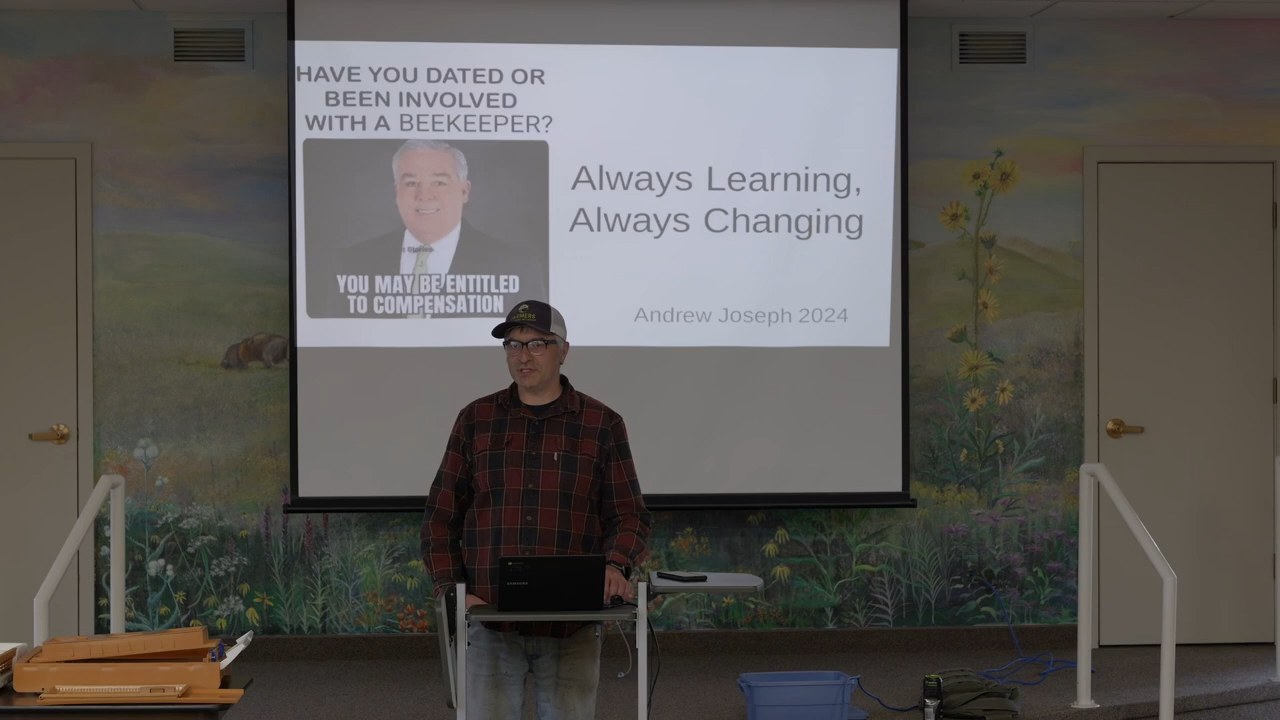 HAVE YOU DATED OR
BEEN INVOLVED
WITH A BEEKEEPER?
YOU MAY BE ENTITLED
TO COMPENSATION
Always Learning,
Always Changing
Andrew Joseph 2024
SAMSUNG